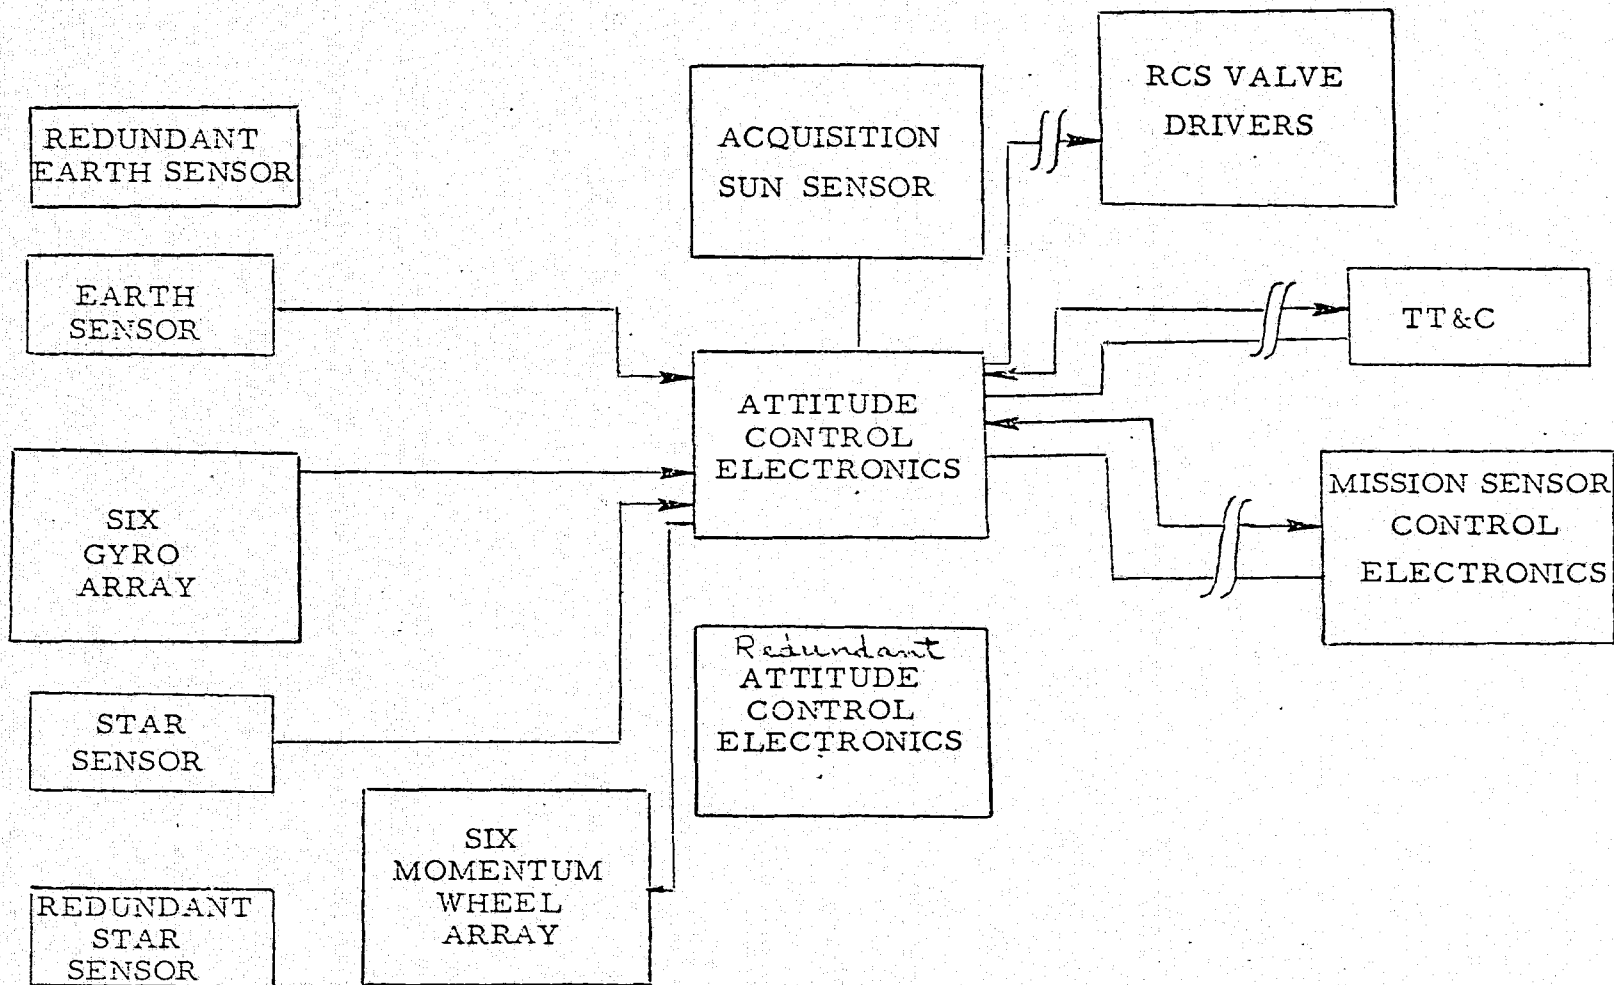 REDUNDANT
EARTH SENSOR
EARTH
SENSOR
SIX
GYRO
ARRAY
STAR
SENSOR
REDUNDANT
STAR
SENSOR
SIX
MOMENTUM
WHEEL
ARRAY
ACQUISITION
SUN SENSOR
ATTITUDE
CONTROL
ELECTRONICS
Redundant
ATTITUDE
CONTROL
ELECTRONICS
RCS VALVE
DRIVERS
TT&C
MISSION SENSOR
CONTROL
ELECTRONICS